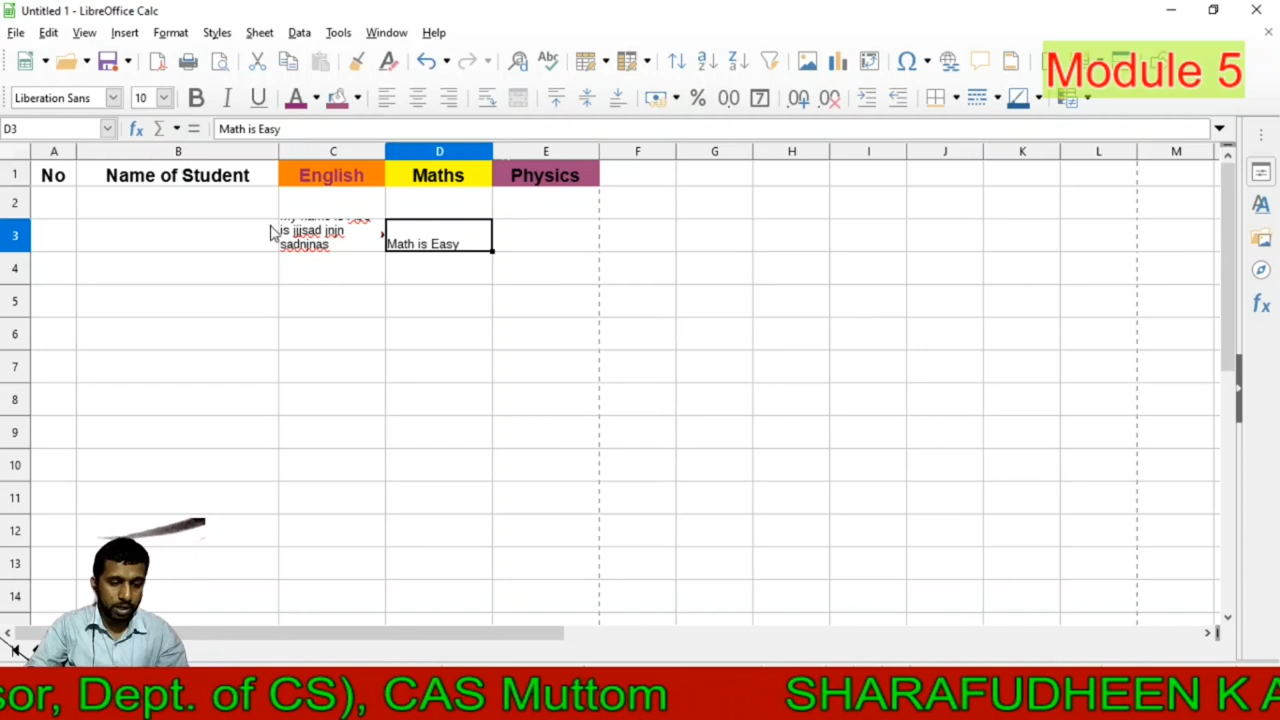 Untitled 1 - LibreOffice Calc
File Edit View Insert Format Styles Sheet Data Tools Window Help
Module 5
Liberation Sans 10
D3 Math is Easy
A B C D E F G H I J K L M
1 No Name of Student English Maths Physics
2
3 is jjjsad jnjn
sadnjnas Math is Easy
4
5
6
7
8
9
10
11
12
13
14
sor, Dept. of CS), CAS Muttom SHARAFUDHEEN K A